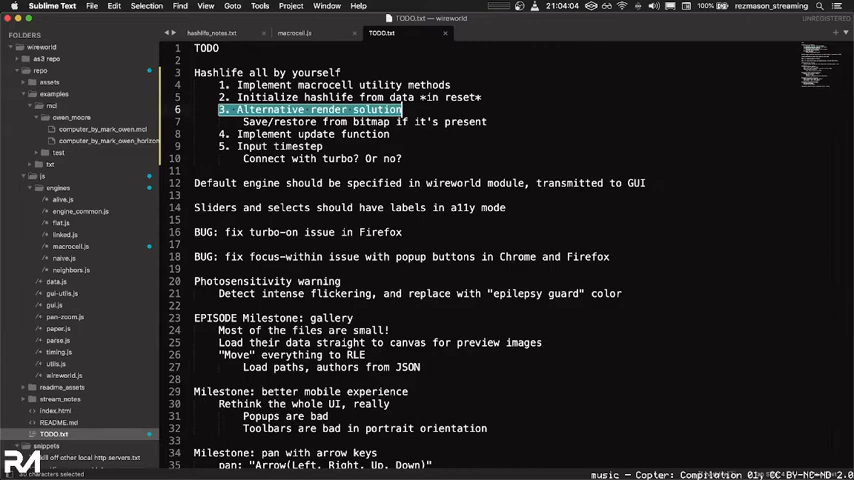 Sublime Text File Edit Selection Find View Goto Tools Project Window Help 100% 21:04:04 rezmason_streaming
TODO.txt — wireworld
UNREGISTERED
hashlife_notes.txt macrocell.js TODO.txt
FOLDERS
wireworld
as3 repo
repo
assets
examples
mcl
owen_moore
computer_by_mark_owen.mcl
computer_by_mark_owen_horizon
test
txt
js
engines
alive.js
engine_common.js
flat.js
linked.js
macrocell.js
naive.js
neighbors.js
data.js
gui-utils.js
gui.js
pan-zoom.js
paper.js
parse.js
timing.js
utils.js
wireworld.js
readme_assets
stream_notes
index.html
README.md
TODO.txt
snippets
kill off other local http servers.txt
1 TODO
2
3 Hashlife all by yourself
4 1. Implement macrocell utility methods
5 2. Initialize hashlife from data *in reset*
6 3. Alternative render solution
7 Save/restore from bitmap if it's present
8 4. Implement update function
9 5. Input timestep
10 Connect with turbo? Or no?
11
12 Default engine should be specified in wireworld module, transmitted to GUI
13
14 Sliders and selects should have labels in a11y mode
15
16 BUG: fix turbo-on issue in Firefox
17
18 BUG: fix focus-within issue with popup buttons in Chrome and Firefox
19
20 Photosensitivity warning
21 Detect intense flickering, and replace with "epilepsy guard" color
22
23 EPISODE Milestone: gallery
24 Most of the files are small!
25 Load their data straight to canvas for preview images
26 "Move" everything to RLE
27 Load paths, authors from JSON
28
29 Milestone: better mobile experience
30 Rethink the whole UI, really
31 Popups are bad
32 Toolbars are bad in portrait orientation
33
34 Milestone: pan with arrow keys
35 pan: "Arrow(Left, Right, Up, Down)"
characters selected
music - Copter: Compilation 01, CC BY-NC-ND 2.0